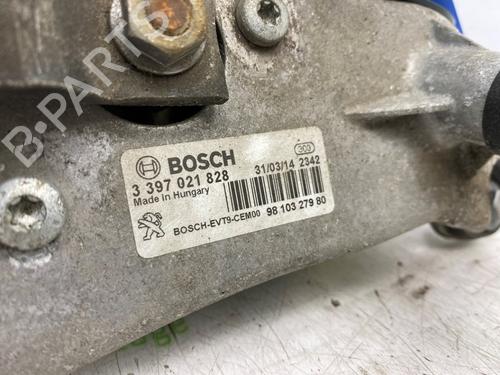 B-PARTS
BOSCH
3 397 021 828
Made in Hungary
31/03/14 2342
303
BOSCH-EVT9-CEM00
98 103 279 80